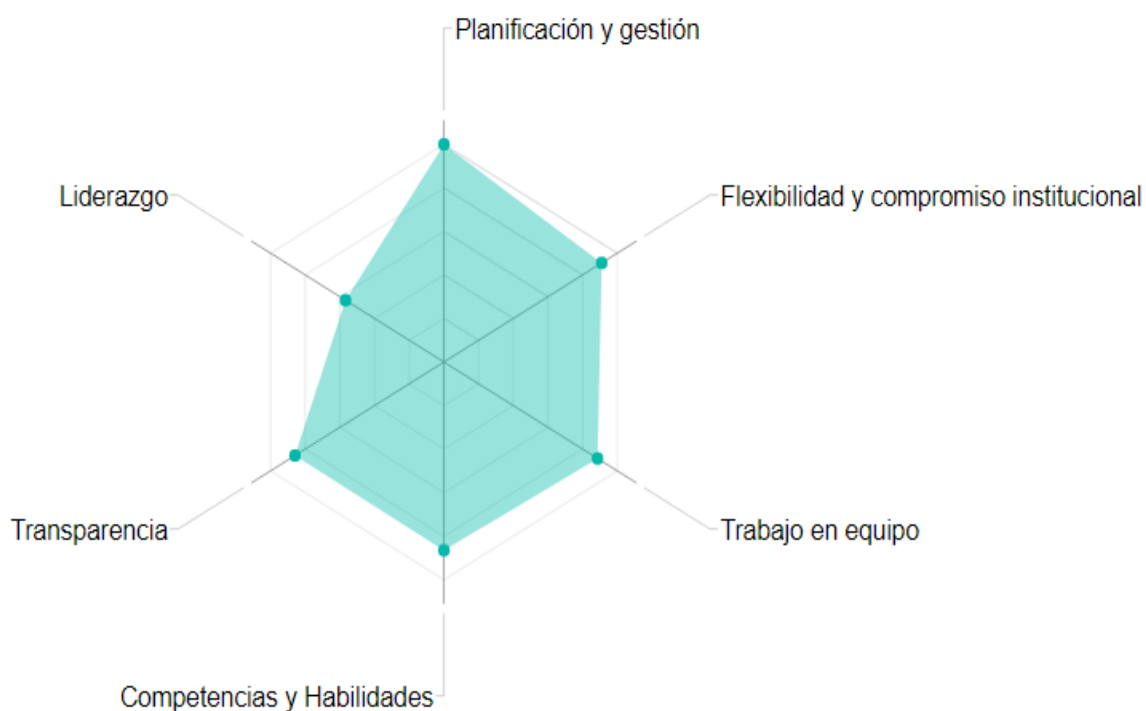 Planificación y gestión
Liderazgo
Flexibilidad y compromiso institucional
Transparencia
Trabajo en equipo
Competencias y Habilidades